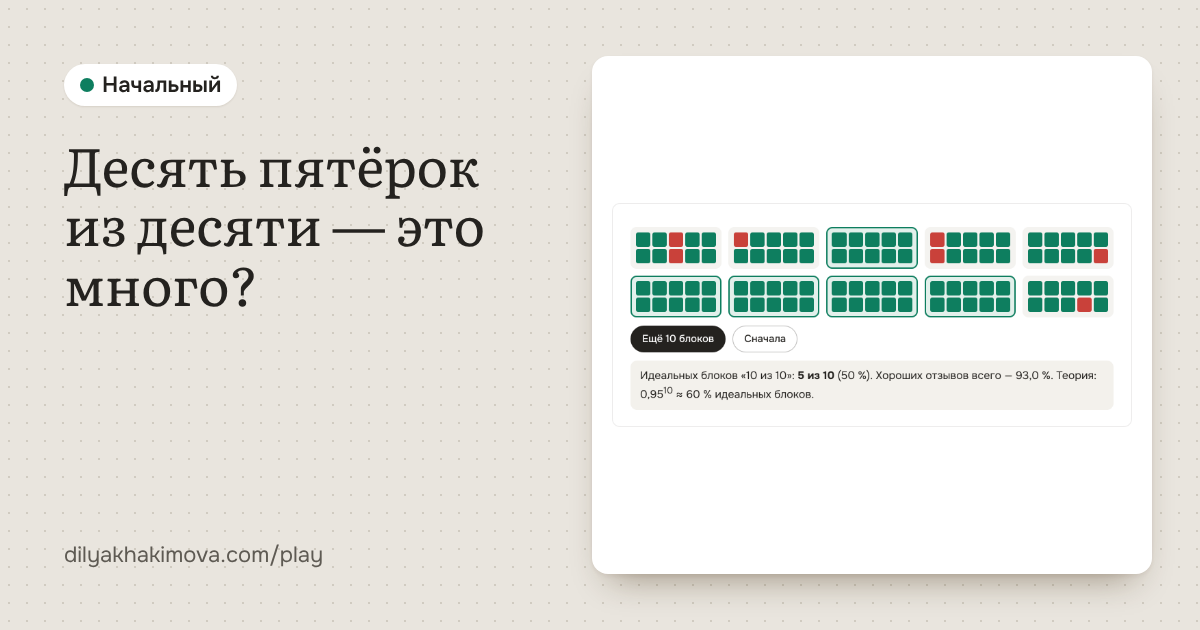 Начальный
Десять пятёрок
из десяти — это
много?
Ещё 10 блоков
Сначала
Идеальных блоков «10 из 10»: 5 из 10 (50 %). Хороших отзывов всего — 93,0 %. Теория:
0,95¹⁰ ≈ 60 % идеальных блоков.
dilyakhakimova.com/play